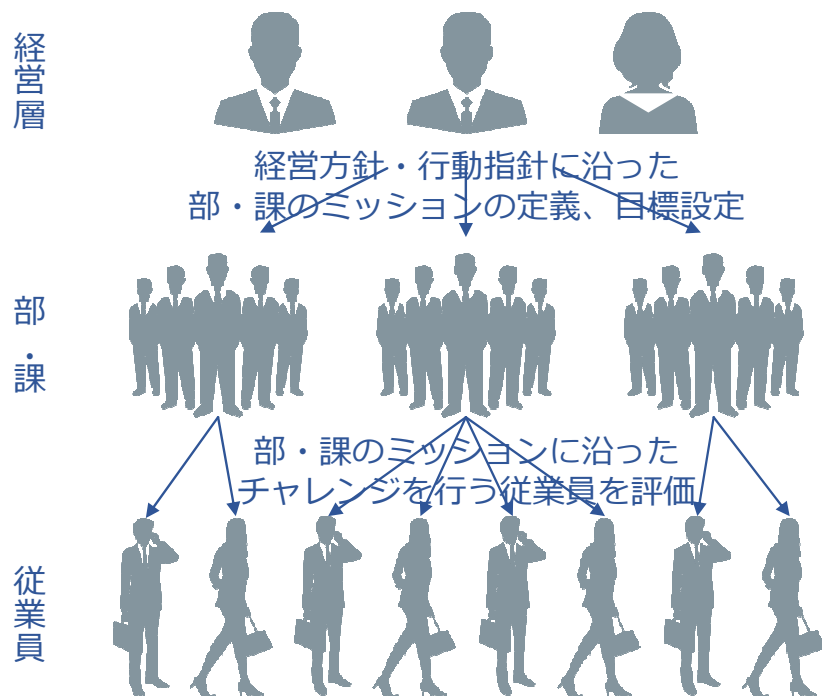 経営層
経営方針・行動指針に沿った
部・課のミッションの定義、目標設定
部・課
部・課のミッションに沿った
チャレンジを行う従業員を評価
従業員